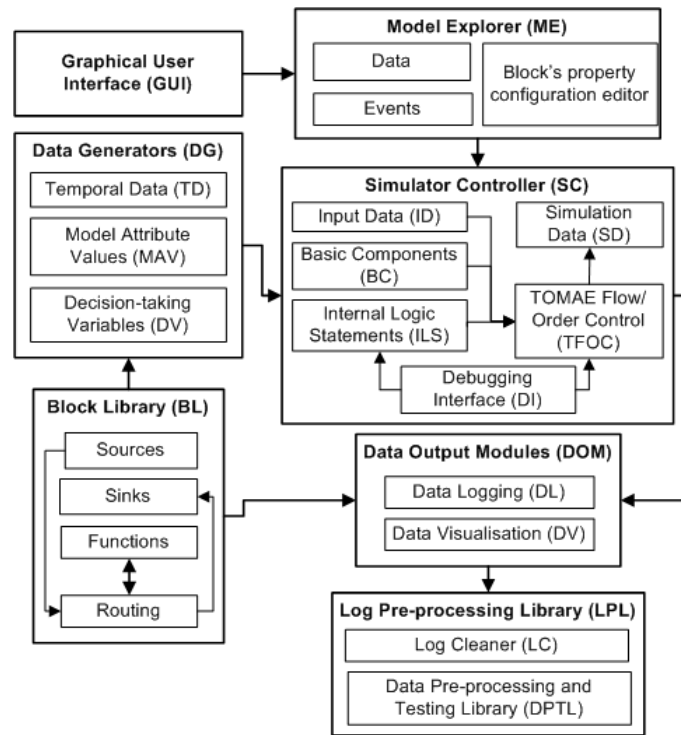 Graphical User
Interface (GUI)
Model Explorer (ME)
Data
Events
Block's property
configuration editor
Data Generators (DG)
Temporal Data (TD)
Model Attribute
Values (MAV)
Decision-taking
Variables (DV)
Simulator Controller (SC)
Input Data (ID)
Basic Components
(BC)
Internal Logic
Statements (ILS)
Simulation
Data (SD)
TOMAE Flow/
Order Control
(TFOC)
Debugging
Interface (DI)
Block Library (BL)
Sources
Sinks
Functions
Routing
Data Output Modules (DOM)
Data Logging (DL)
Data Visualisation (DV)
Log Pre-processing Library (LPL)
Log Cleaner (LC)
Data Pre-processing and
Testing Library (DPTL)